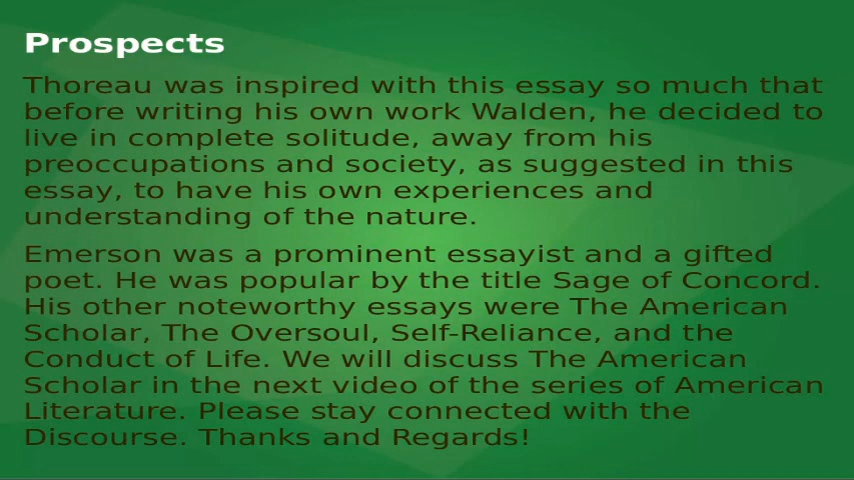 Prospects
Thoreau was inspired with this essay so much that
before writing his own work Walden, he decided to
live in complete solitude, away from his
preoccupations and society, as suggested in this
essay, to have his own experiences and
understanding of the nature.
Emerson was a prominent essayist and a gifted
poet. He was popular by the title Sage of Concord.
His other noteworthy essays were The American
Scholar, The Oversoul, Self-Reliance, and the
Conduct of Life. We will discuss The American
Scholar in the next video of the series of American
Literature. Please stay connected with the
Discourse. Thanks and Regards!